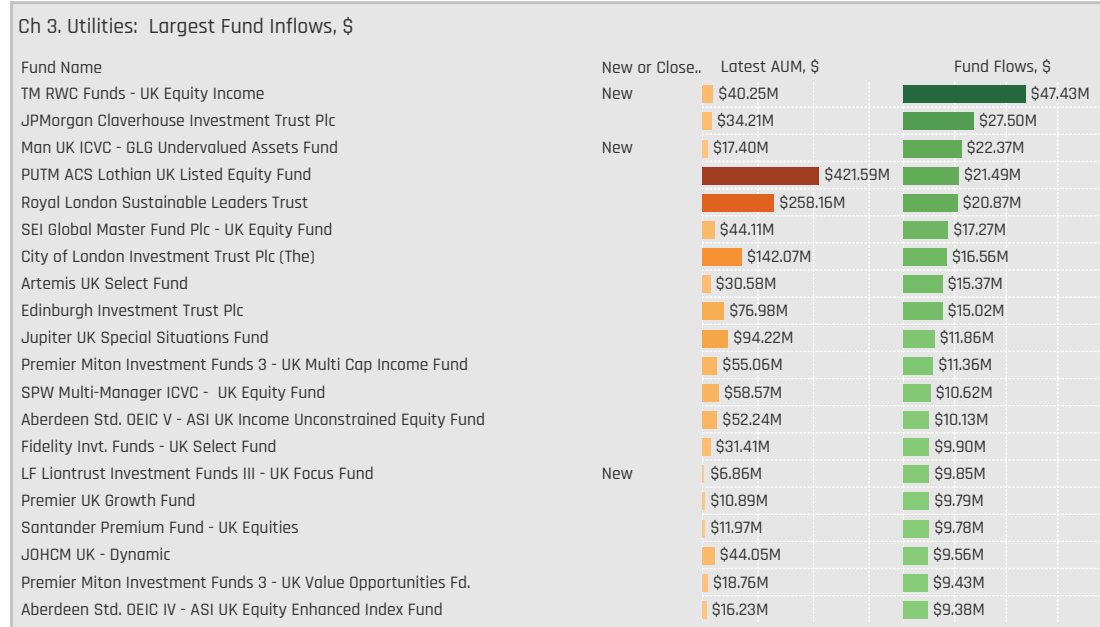 Ch 3. Utilities:  Largest Fund Inflows, $
Fund Name New or Close.. Latest AUM, $ Fund Flows, $
TM RWC Funds - UK Equity Income New $40.25M $47.43M
JPMorgan Claverhouse Investment Trust Plc $34.21M $27.50M
Man UK ICVC - GLG Undervalued Assets Fund New $17.40M $22.37M
PUTM ACS Lothian UK Listed Equity Fund $421.59M $21.49M
Royal London Sustainable Leaders Trust $258.16M $20.87M
SEI Global Master Fund Plc - UK Equity Fund $44.11M $17.27M
City of London Investment Trust Plc (The) $142.07M $16.56M
Artemis UK Select Fund $30.58M $15.37M
Edinburgh Investment Trust Plc $76.98M $15.02M
Jupiter UK Special Situations Fund $94.22M $11.86M
Premier Miton Investment Funds 3 - UK Multi Cap Income Fund $55.06M $11.36M
SPW Multi-Manager ICVC -  UK Equity Fund $58.57M $10.62M
Aberdeen Std. OEIC V - ASI UK Income Unconstrained Equity Fund $52.24M $10.13M
Fidelity Invt. Funds - UK Select Fund $31.41M $9.90M
LF Liontrust Investment Funds III - UK Focus Fund New $6.86M $9.85M
Premier UK Growth Fund $10.89M $9.79M
Santander Premium Fund - UK Equities $11.97M $9.78M
JOHCM UK - Dynamic $44.05M $9.56M
Premier Miton Investment Funds 3 - UK Value Opportunities Fd. $18.76M $9.43M
Aberdeen Std. OEIC IV - ASI UK Equity Enhanced Index Fund $16.23M $9.38M